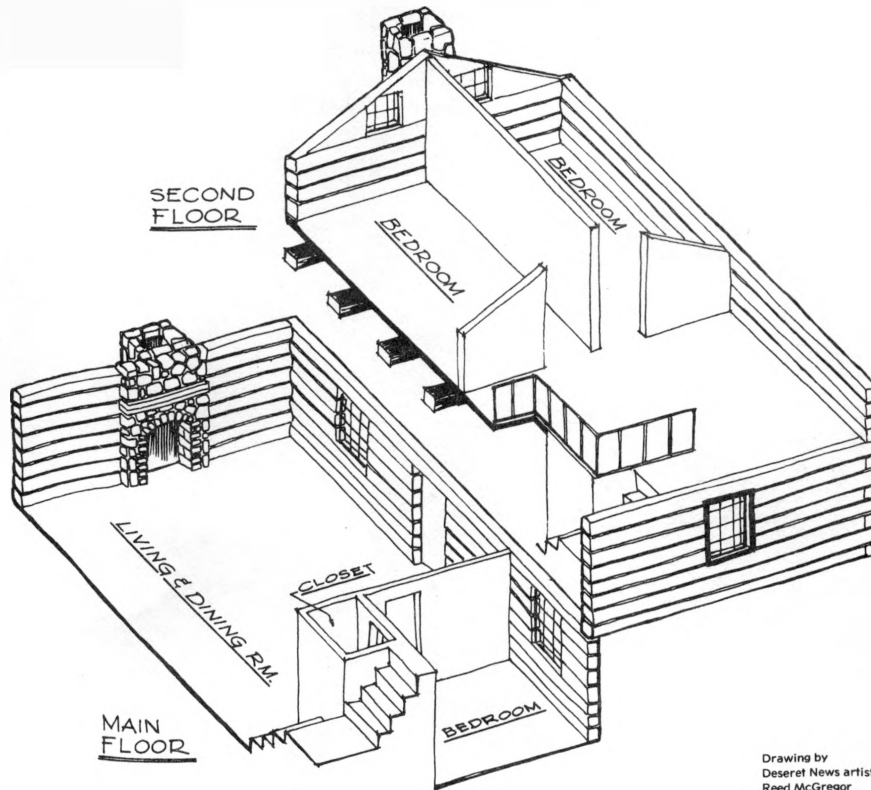 SECOND
FLOOR
BEDROOM
BEDROOM
LIVING & DINING RM.
CLOSET
BEDROOM
MAIN
FLOOR
Drawing by
Deseret News artist
Reed McGregor